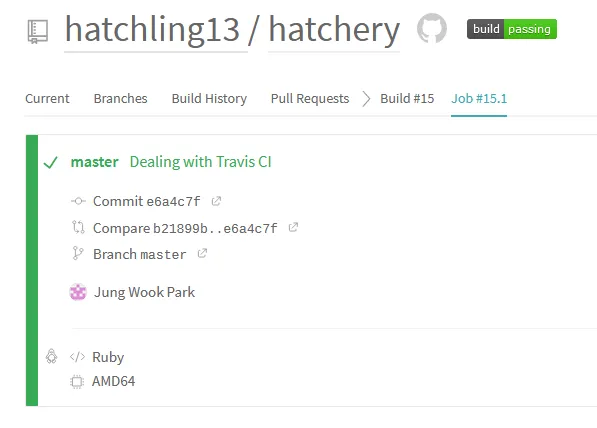 hatchling13 / hatchery build passing
Current Branches Build History Pull Requests Build #15 Job #15.1
master Dealing with Travis CI
Commit e6a4c7f
Compare b21899b..e6a4c7f
Branch master
Jung Wook Park
</> Ruby
AMD64